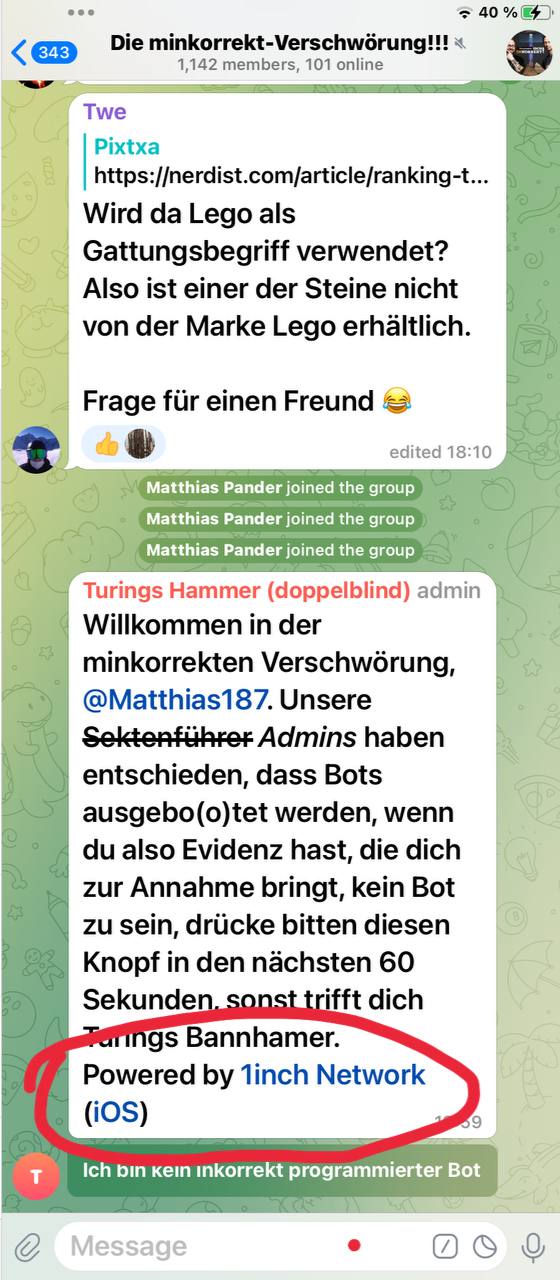 40 %
343
Die minkorrekt-Verschwörung!!!
1,142 members, 101 online
Twe
Pixtxa
https://nerdist.com/article/ranking-t...
Wird da Lego als
Gattungsbegriff verwendet?
Also ist einer der Steine nicht
von der Marke Lego erhältlich.
Frage für einen Freund 😂
edited 18:10
Matthias Pander joined the group
Matthias Pander joined the group
Matthias Pander joined the group
Turings Hammer (doppelblind) admin
Willkommen in der
minkorrekten Verschwörung,
@Matthias187. Unsere
Sektenführer Admins haben
entschieden, dass Bots
ausgebo(o)tet werden, wenn
du also Evidenz hast, die dich
zur Annahme bringt, kein Bot
zu sein, drücke bitten diesen
Knopf in den nächsten 60
Sekunden, sonst trifft dich
Turings Bannhamer.
Powered by 1inch Network
(iOS)
T
Ich bin kein inkorrekt programmierter Bot
Message